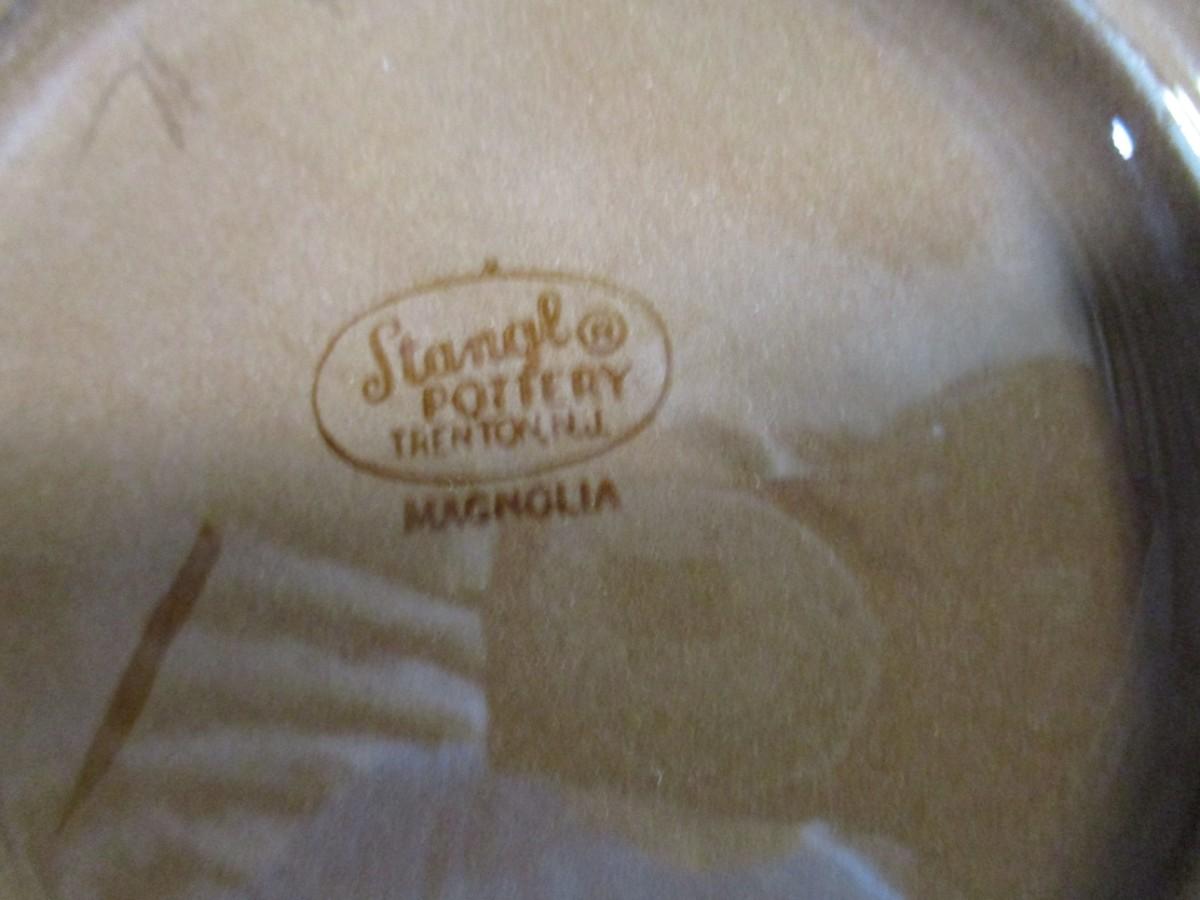 Stangl ®
POTTERY
TRENTON, N.J.
MAGNOLIA